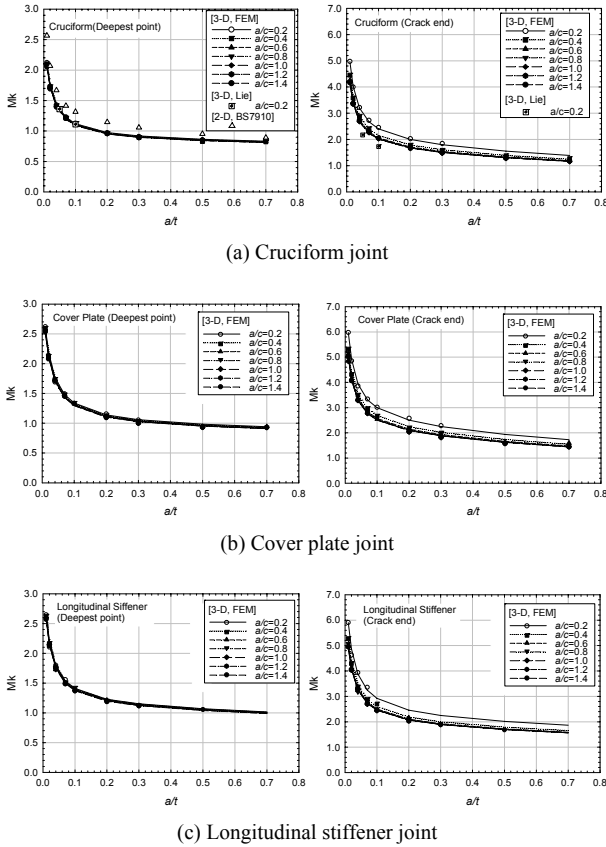 Cruciform(Deepest point)
[3-D, FEM]
a/c=0.2
a/c=0.4
a/c=0.6
a/c=0.8
a/c=1.0
a/c=1.2
a/c=1.4
[3-D, Lie]
a/c=0.2
[2-D, BS7910]
Mk
3.0
2.5
2.0
1.5
1.0
0.5
0.0
0.0 0.1 0.2 0.3 0.4 0.5 0.6 0.7 0.8
a/t
Cruciform (Crack end)
[3-D, FEM]
a/c=0.2
a/c=0.4
a/c=0.6
a/c=0.8
a/c=1.0
a/c=1.2
a/c=1.4
[3-D, Lie]
a/c=0.2
Mk
7.0
6.0
5.0
4.0
3.0
2.0
1.0
0.0
0.0 0.1 0.2 0.3 0.4 0.5 0.6 0.7 0.8
a/t
(a) Cruciform joint
Cover Plate (Deepest point)
[3-D, FEM]
a/c=0.2
a/c=0.4
a/c=0.6
a/c=0.8
a/c=1.0
a/c=1.2
a/c=1.4
Mk
3.0
2.5
2.0
1.5
1.0
0.5
0.0
0.0 0.1 0.2 0.3 0.4 0.5 0.6 0.7 0.8
a/t
Cover Plate (Crack end)
[3-D, FEM]
a/c=0.2
a/c=0.4
a/c=0.6
a/c=0.8
a/c=1.0
a/c=1.2
a/c=1.4
Mk
7.0
6.0
5.0
4.0
3.0
2.0
1.0
0.0
0.0 0.1 0.2 0.3 0.4 0.5 0.6 0.7 0.8
a/t
(b) Cover plate joint
Longitudinal Siffener
(Deepest point)
[3-D, FEM]
a/c=0.2
a/c=0.4
a/c=0.6
a/c=0.8
a/c=1.0
a/c=1.2
a/c=1.4
Mk
3.0
2.5
2.0
1.5
1.0
0.5
0.0
0.0 0.1 0.2 0.3 0.4 0.5 0.6 0.7 0.8
a/t
Longitudinal Stiffener
(Crack end)
[3-D, FEM]
a/c=0.2
a/c=0.4
a/c=0.6
a/c=0.8
a/c=1.0
a/c=1.2
a/c=1.4
Mk
7.0
6.0
5.0
4.0
3.0
2.0
1.0
0.0
0.0 0.1 0.2 0.3 0.4 0.5 0.6 0.7 0.8
a/t
(c) Longitudinal stiffener joint